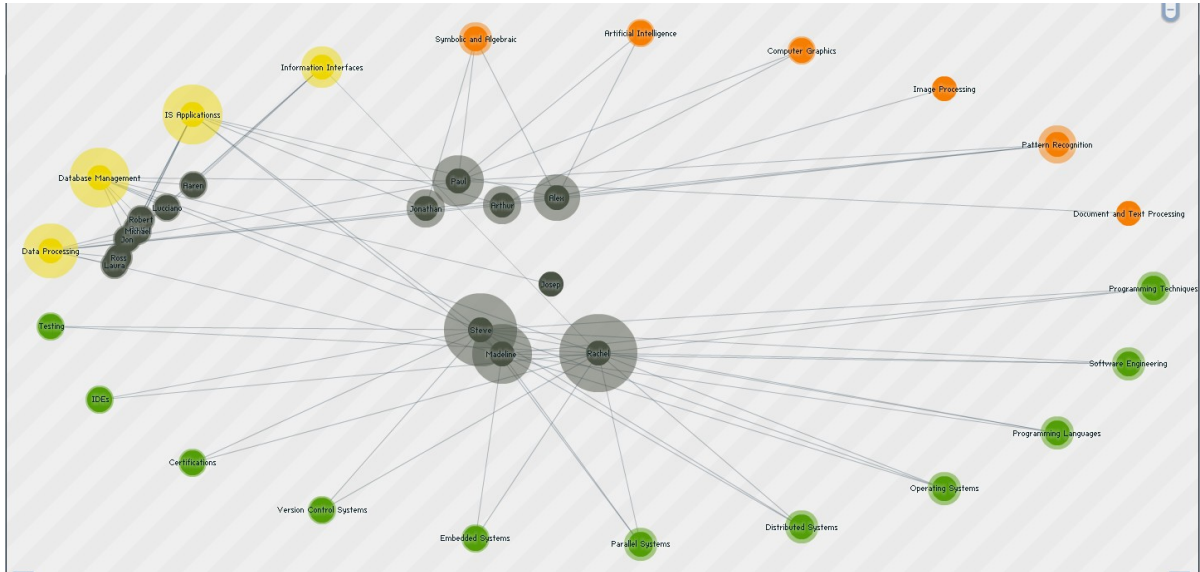 Artificial Intelligence
Symbolic and Algebraic
Computer Graphics
Information Interfaces
Image Processing
IS Applicationss
Pattern Recognition
Database Management
Paul
Aaren
Alex
Arthur
Lucciano
Jonathan
Document and Text Processing
Robert
Michael
Jon
Data Processing
Ross
Laura
Josep
Programming Techniques
Testing
Steve
Rachel
Madeline
Software Engineering
IDEs
Programming Languages
Certifications
Operating Systems
Version Control Systems
Distributed Systems
Embedded Systems
Parallel Systems